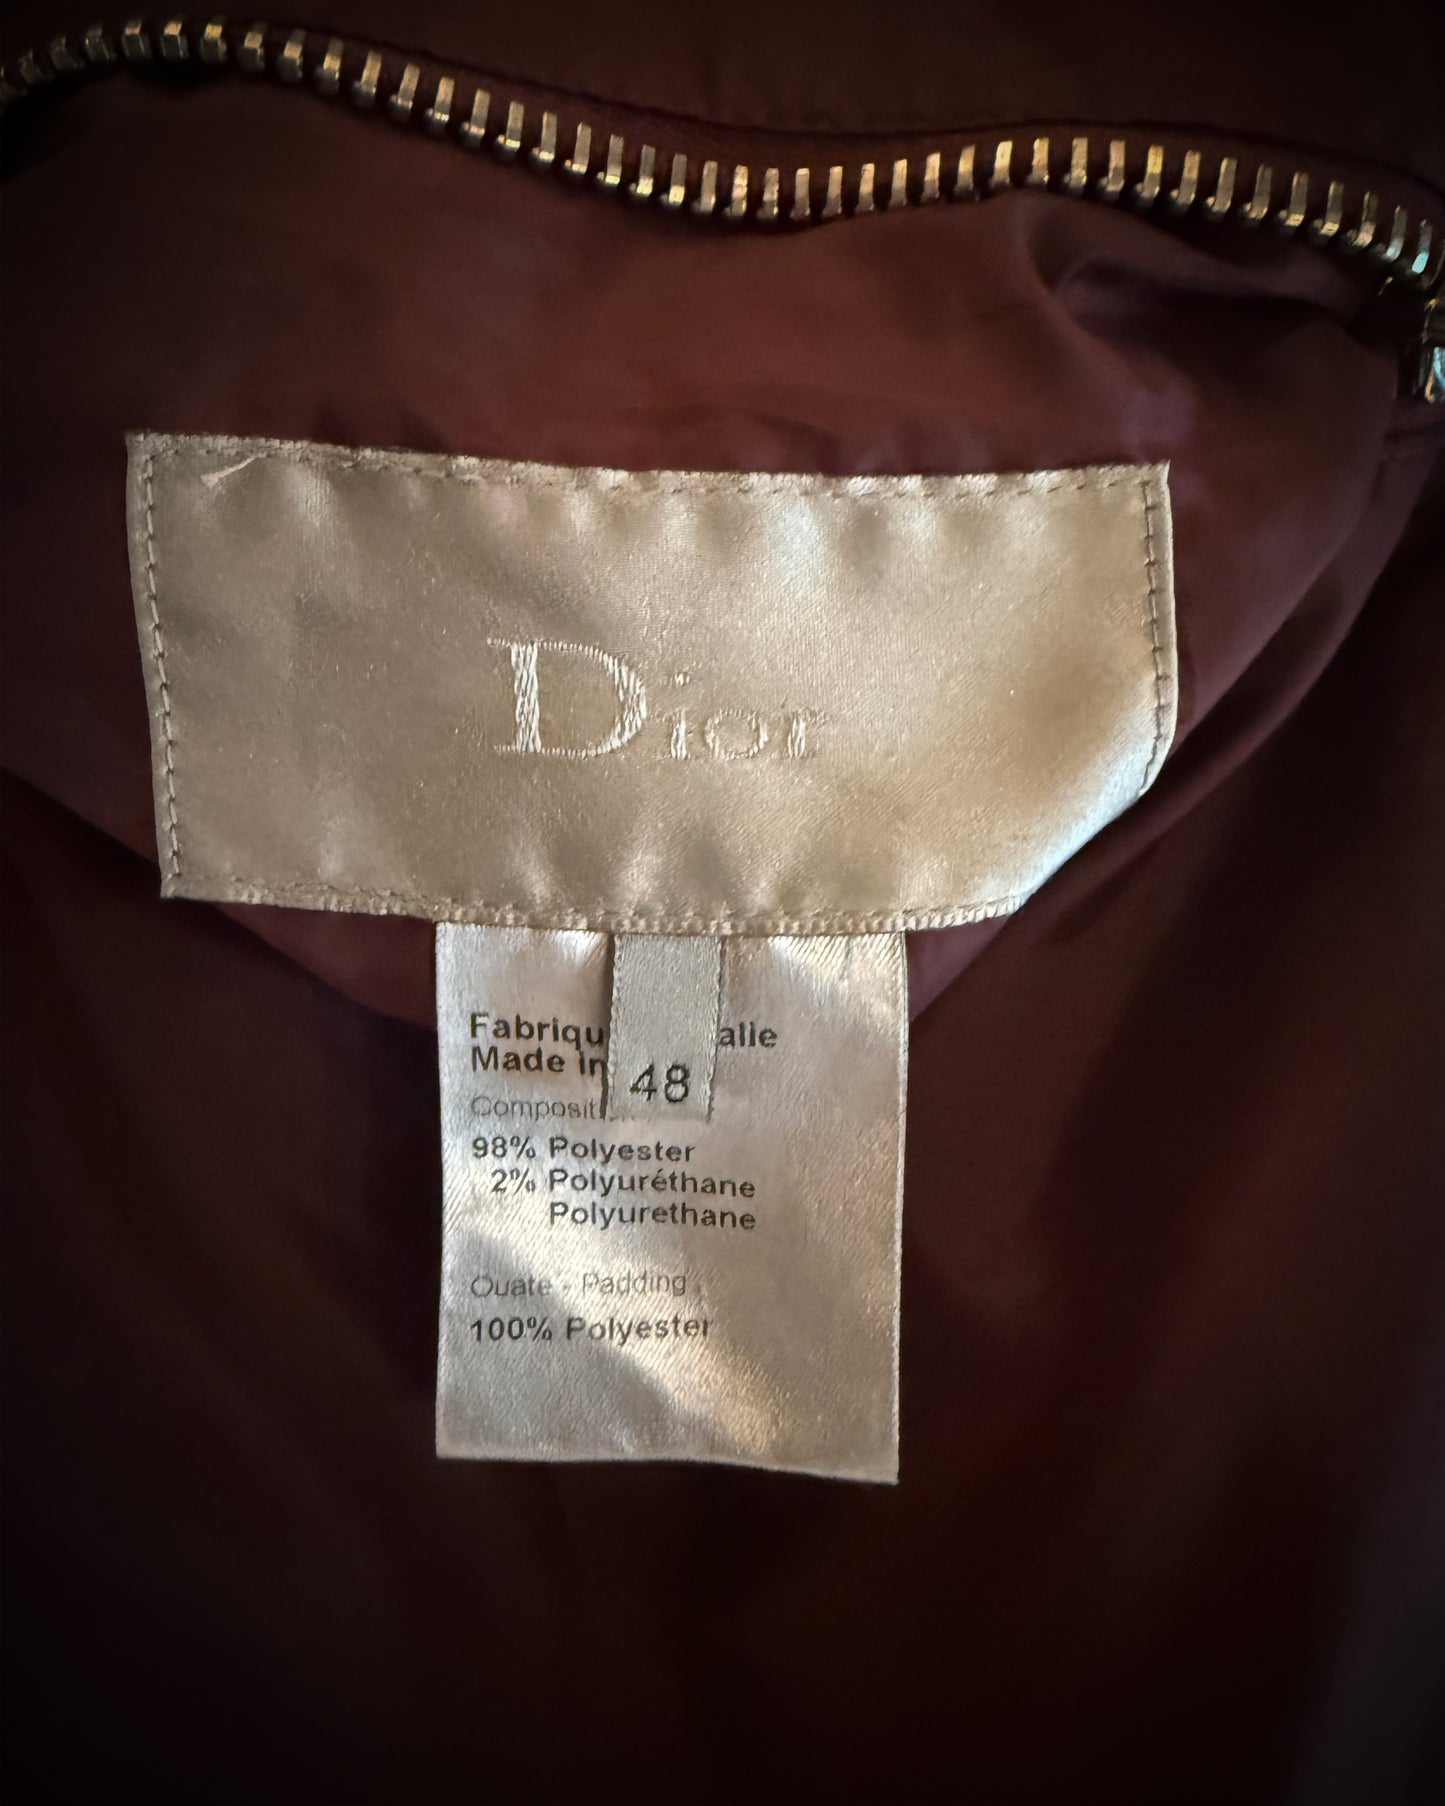 Dior
Fabriqu alie
Made in
48
Composit
98% Polyester
2% Polyuréthane
Polyurethane
Ouate - Padding
100% Polyester